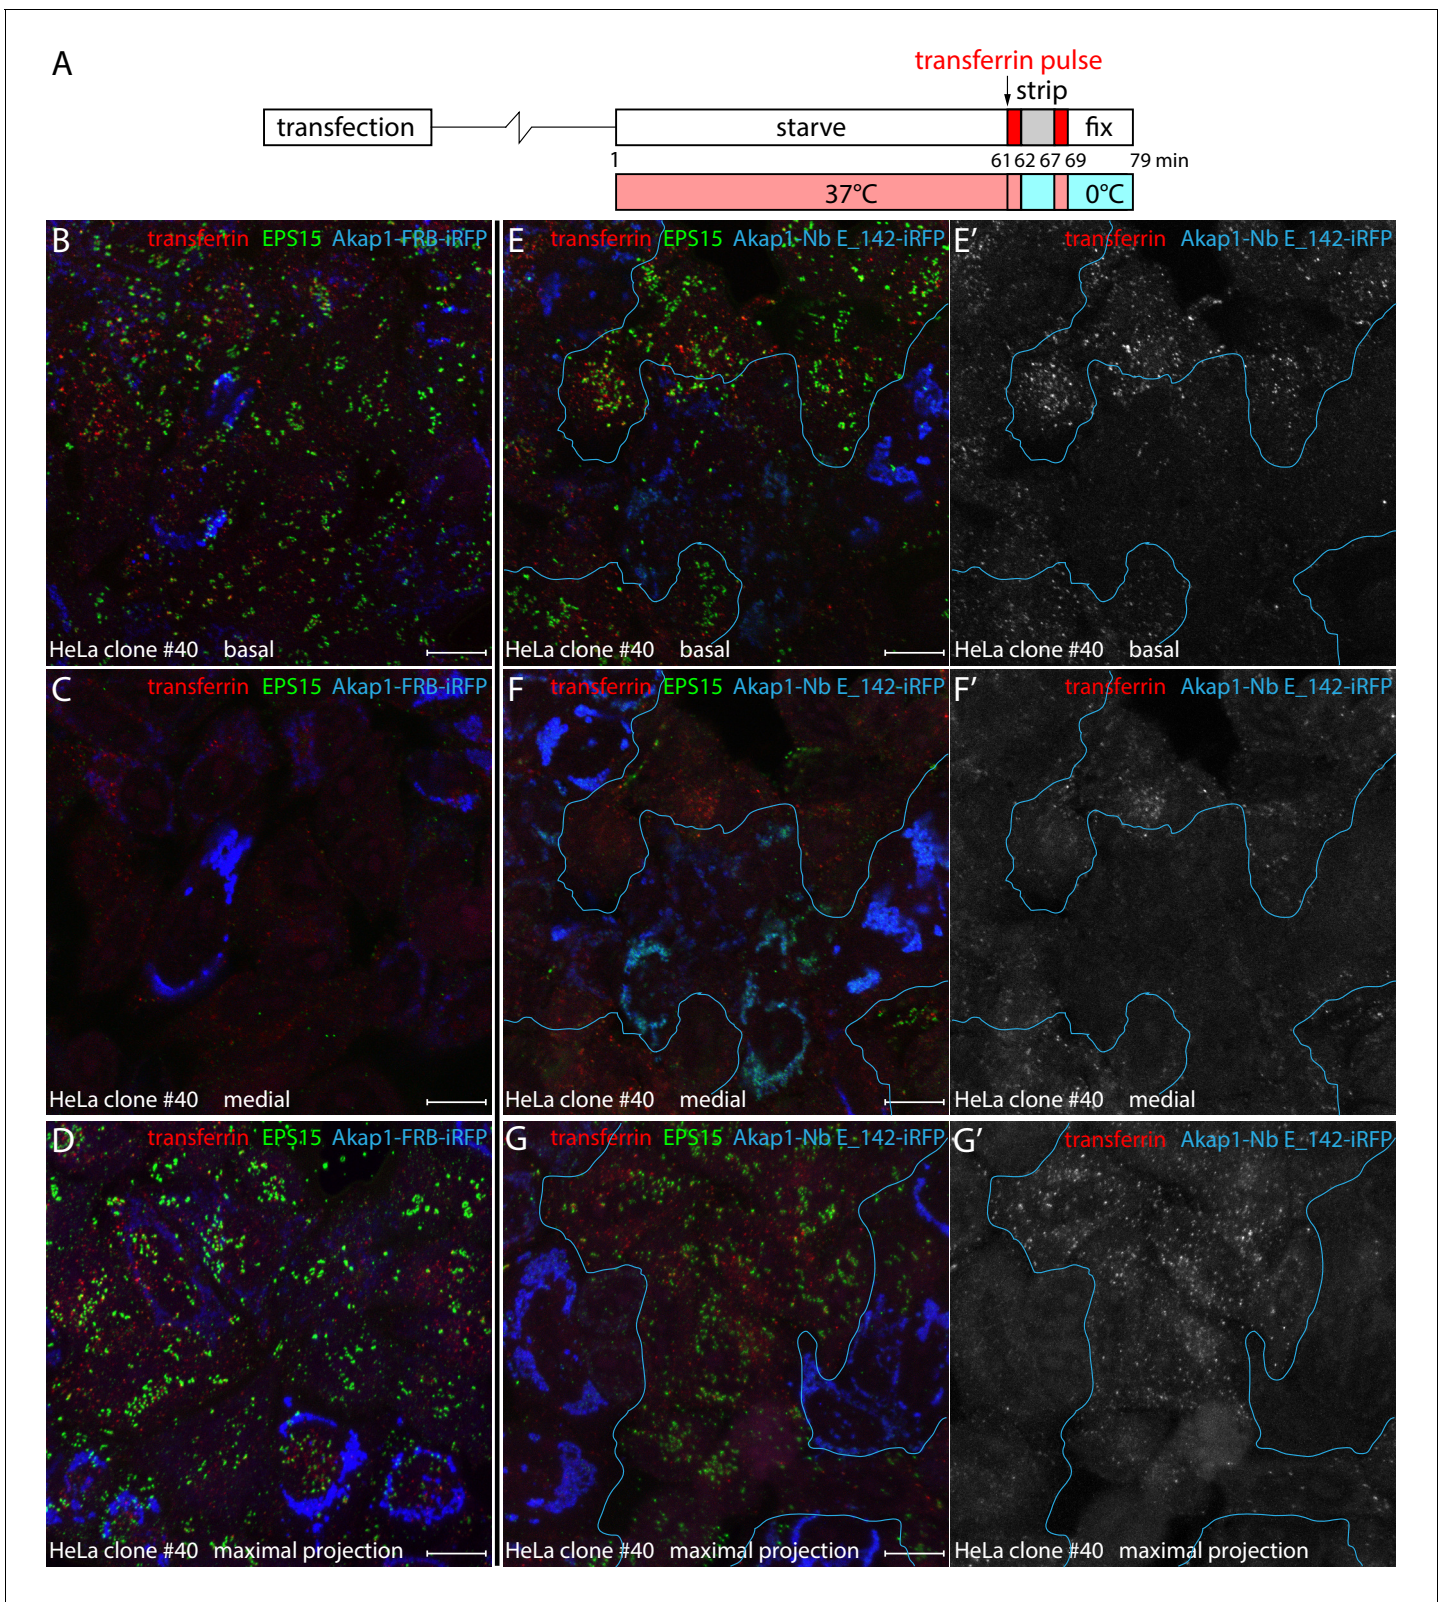 A
transferrin pulse
strip
transfection
starve
fix
1
61 62 67 69
79 min
37°C
0°C
B
transferrin EPS15 Akap1-FRB-iRFP
HeLa clone #40 basal
E
transferrin EPS15 Akap1-Nb E_142-iRFP
HeLa clone #40 basal
E′
transferrin Akap1-Nb E_142-iRFP
HeLa clone #40 basal
C
transferrin EPS15 Akap1-FRB-iRFP
HeLa clone #40 medial
F
transferrin EPS15 Akap1-Nb E_142-iRFP
HeLa clone #40 medial
F′
transferrin Akap1-Nb E_142-iRFP
HeLa clone #40 medial
D
transferrin EPS15 Akap1-FRB-iRFP
HeLa clone #40 maximal projection
G
transferrin EPS15 Akap1-Nb E_142-iRFP
HeLa clone #40 maximal projection
G′
transferrin Akap1-Nb E_142-iRFP
HeLa clone #40 maximal projection